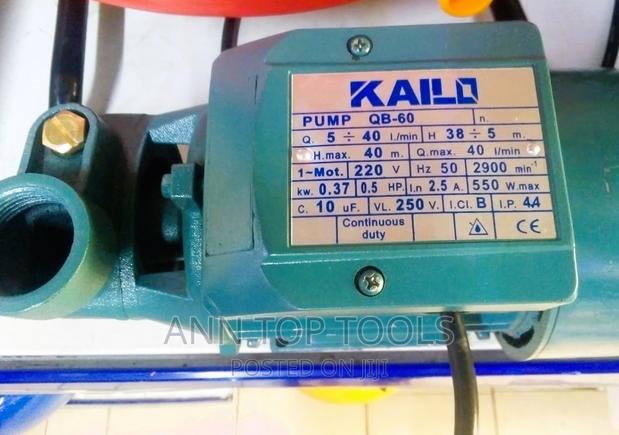 KAILO
PUMP QB-60 n.
Q. 5 ÷ 40 l/min H 38 ÷ 5 m.
H.max. 40 m. Q.max. 40 l/min
1~Mot. 220 V Hz 50 2900 min⁻¹
kw. 0.37 0.5 HP. I.n 2.5 A. 550 W.max
C. 10 uF. VL. 250 V. I.Cl. B I.P. 44
Continuous
duty CE
ANN TOP TOOLS
POSTED ON JIJI